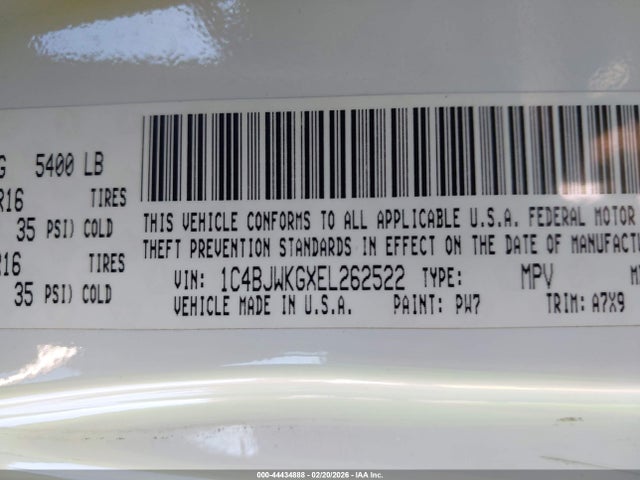 G 5400 LB
R16 TIRES
35 PSI) COLD
R16 TIRES
35 PSI) COLD
THIS VEHICLE CONFORMS TO ALL APPLICABLE U.S.A. FEDERAL MOTOR
THEFT PREVENTION STANDARDS IN EFFECT ON THE DATE OF MANUFACTU
VIN: 1C4BJWKGXEL262522 TYPE: MPV
VEHICLE MADE IN U.S.A. PAINT: PW7 TRIM: A7X9
000-44434888 - 02/20/2026 - IAA Inc.